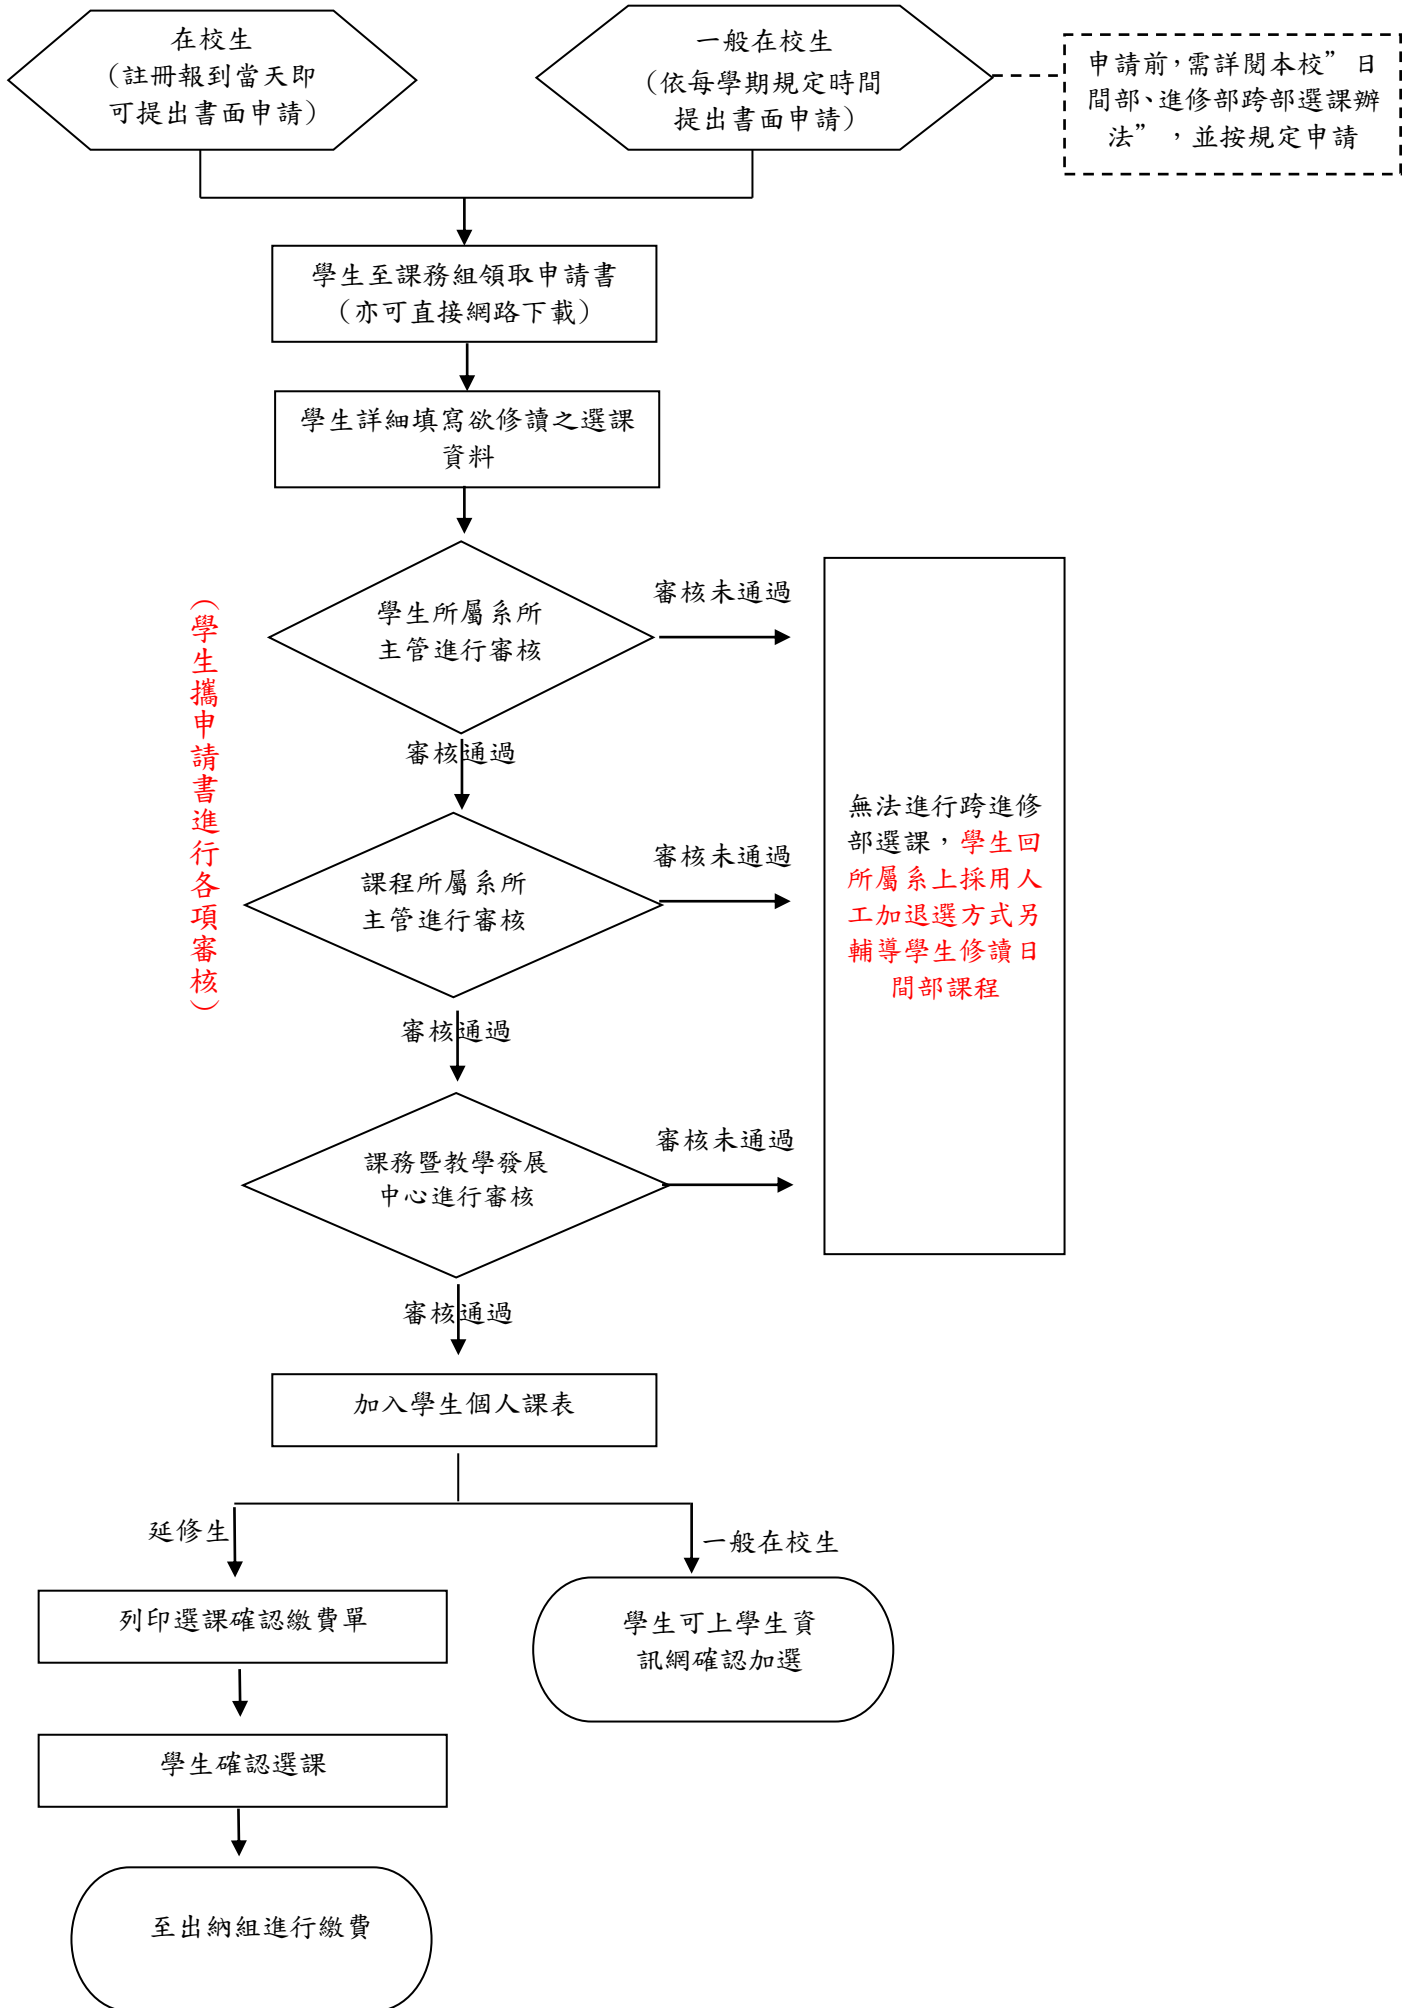 在校生
(註冊報到當天即
可提出書面申請)
一般在校生
(依每學期規定時間
提出書面申請)
申請前,需詳閱本校”日
間部、進修部跨部選課辦
法”,並按規定申請
學生至課務組領取申請書
(亦可直接網路下載)
學生詳細填寫欲修讀之選課
資料
(學生攜申請書進行各項審核)
學生所屬系所
主管進行審核
審核未通過
審核通過
課程所屬系所
主管進行審核
審核未通過
無法進行跨進修
部選課,學生回
所屬系上採用人
工加退選方式另
輔導學生修讀日
間部課程
審核通過
課務暨教學發展
中心進行審核
審核未通過
審核通過
加入學生個人課表
延修生
一般在校生
列印選課確認繳費單
學生可上學生資
訊網確認加選
學生確認選課
至出納組進行繳費